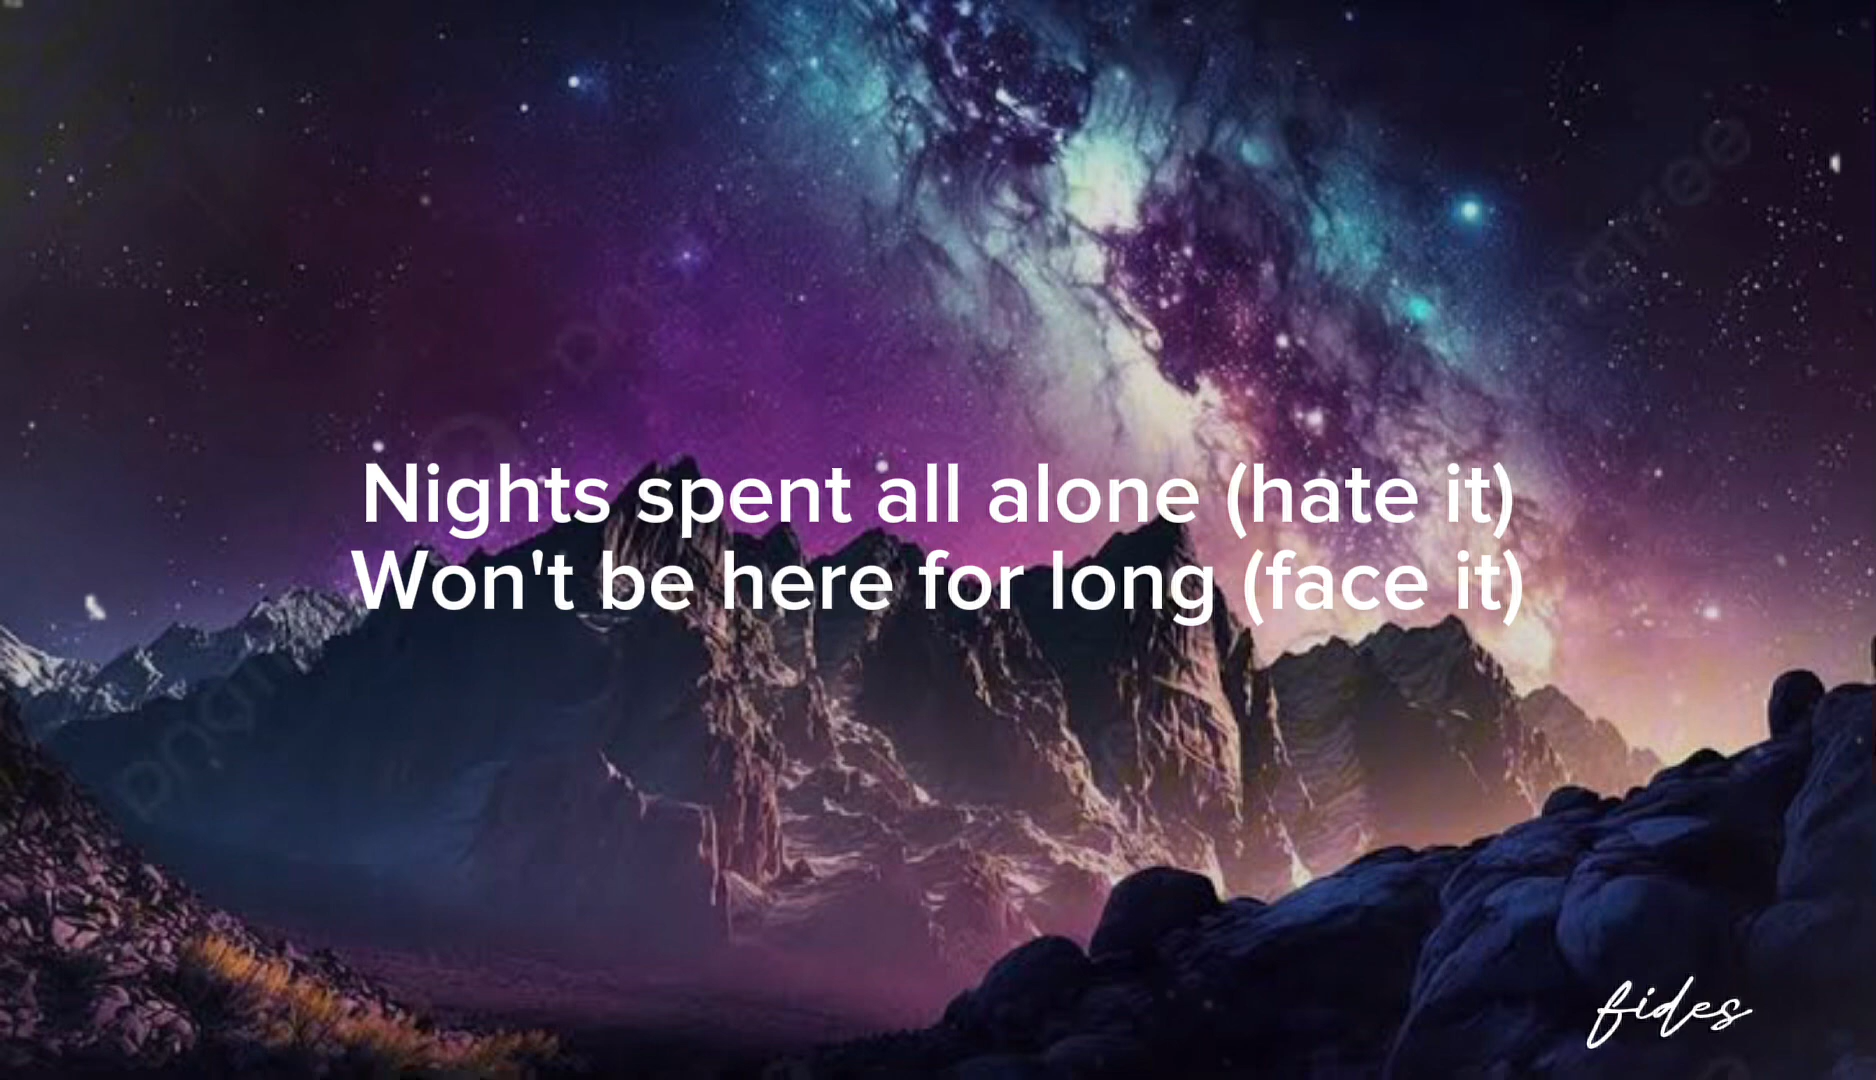 Nights spent all alone (hate it)
Won't be here for long (face it)
fides